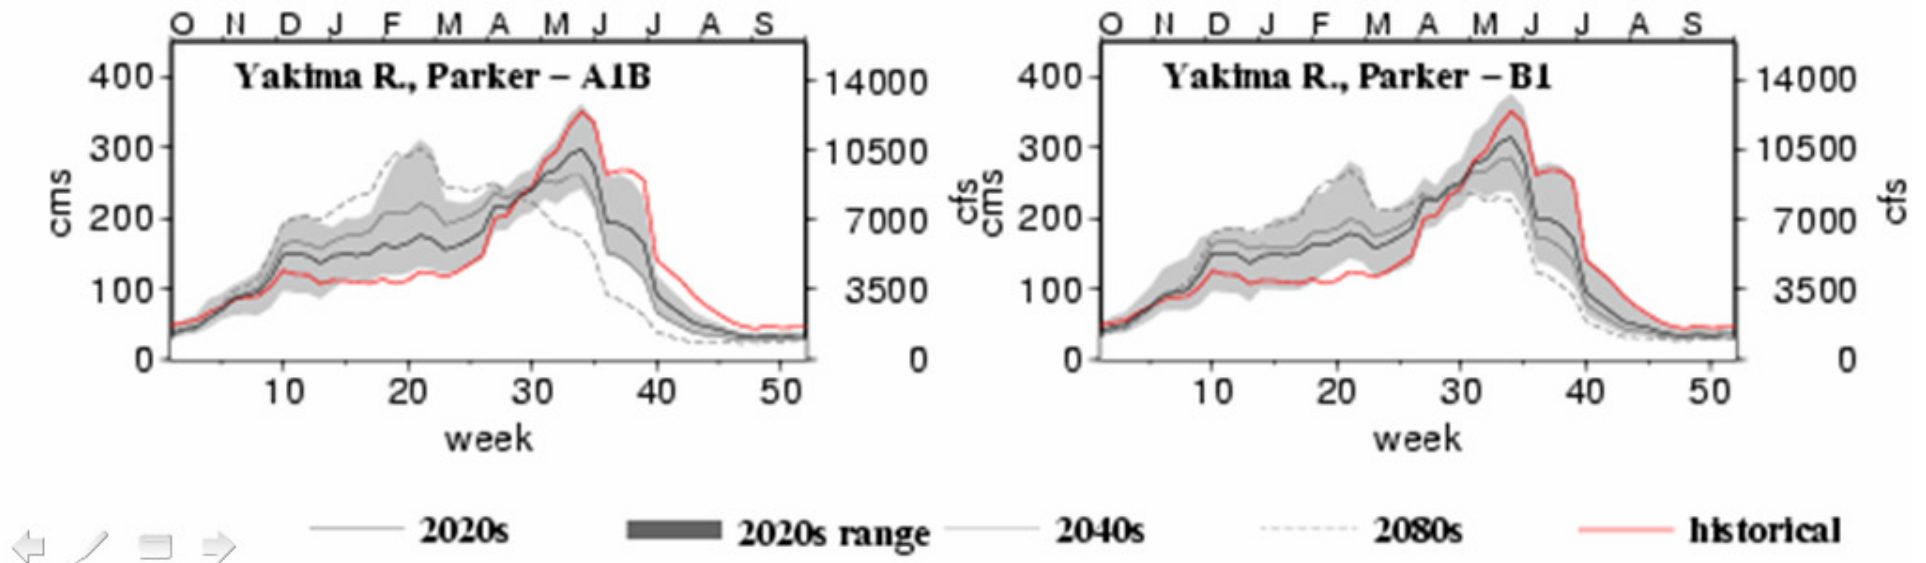 O N D J F M A M J J A S
400
300
200
100
0
cms
Yakima R., Parker – A1B
14000
10500
7000
3500
0
cfs
10 20 30 40 50
week
O N D J F M A M J J A S
400
300
200
100
0
cms
Yakima R., Parker – B1
14000
10500
7000
3500
0
cfs
10 20 30 40 50
week
2020s 2020s range 2040s 2080s historical